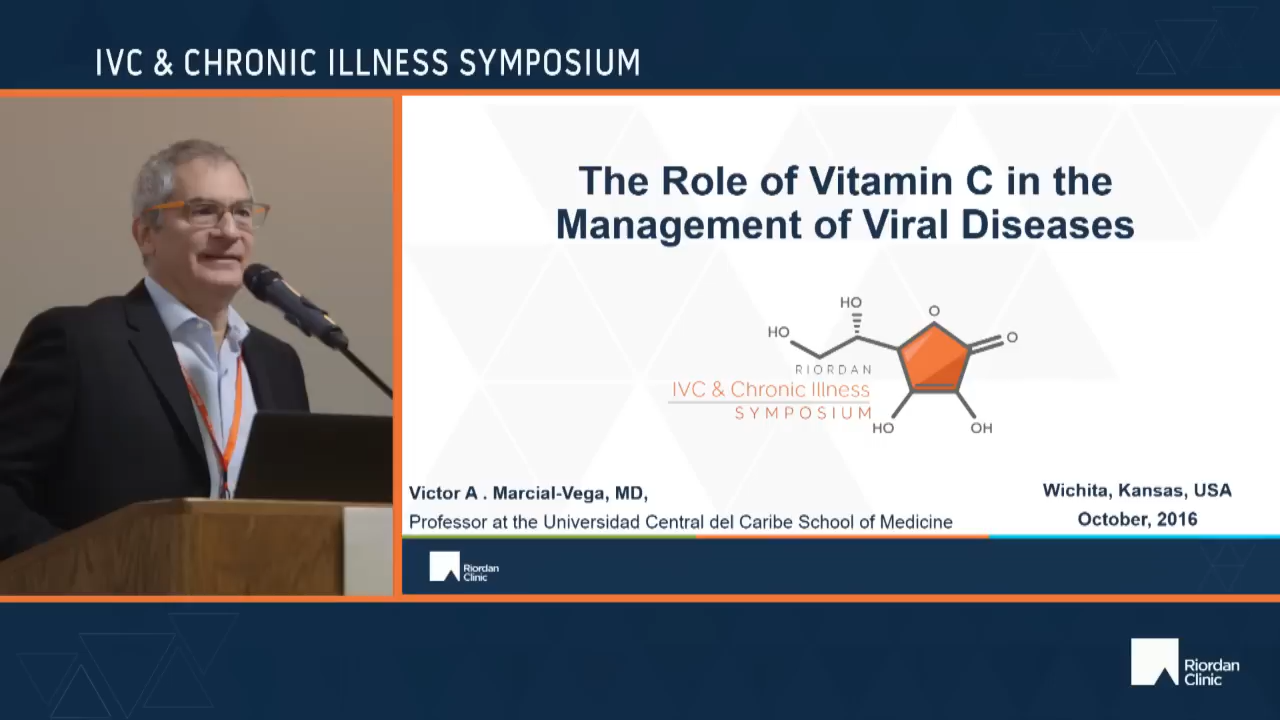 IVC & CHRONIC ILLNESS SYMPOSIUM
The Role of Vitamin C in the
Management of Viral Diseases
HO
HO
O
O
RIORDAN
IVC & Chronic Illness
SYMPOSIUM
HO
OH
Victor A . Marcial-Vega, MD,
Professor at the Universidad Central del Caribe School of Medicine
Wichita, Kansas, USA
October, 2016
Riordan
Clinic
Riordan
Clinic